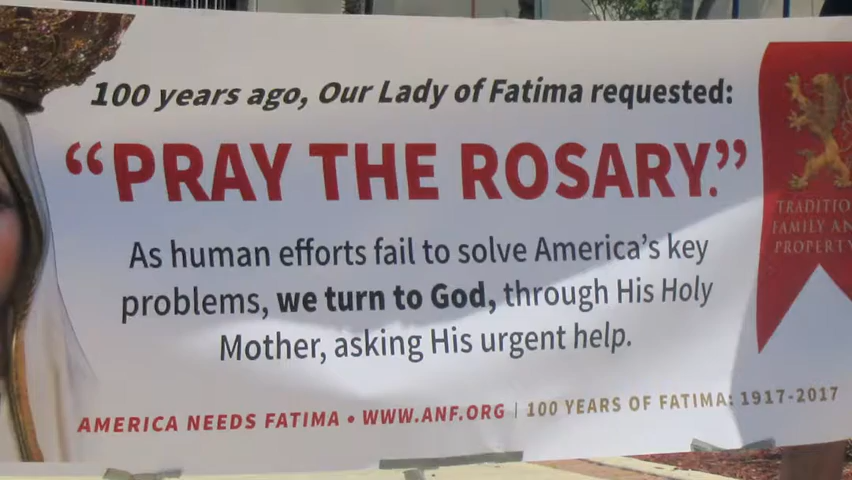 100 years ago, Our Lady of Fatima requested:
“PRAY THE ROSARY.”
As human efforts fail to solve America's key
problems, we turn to God, through His Holy
Mother, asking His urgent help.
AMERICA NEEDS FATIMA • WWW.ANF.ORG | 100 YEARS OF FATIMA: 1917-2017
TRADITIO
FAMILY AN
PROPERTY